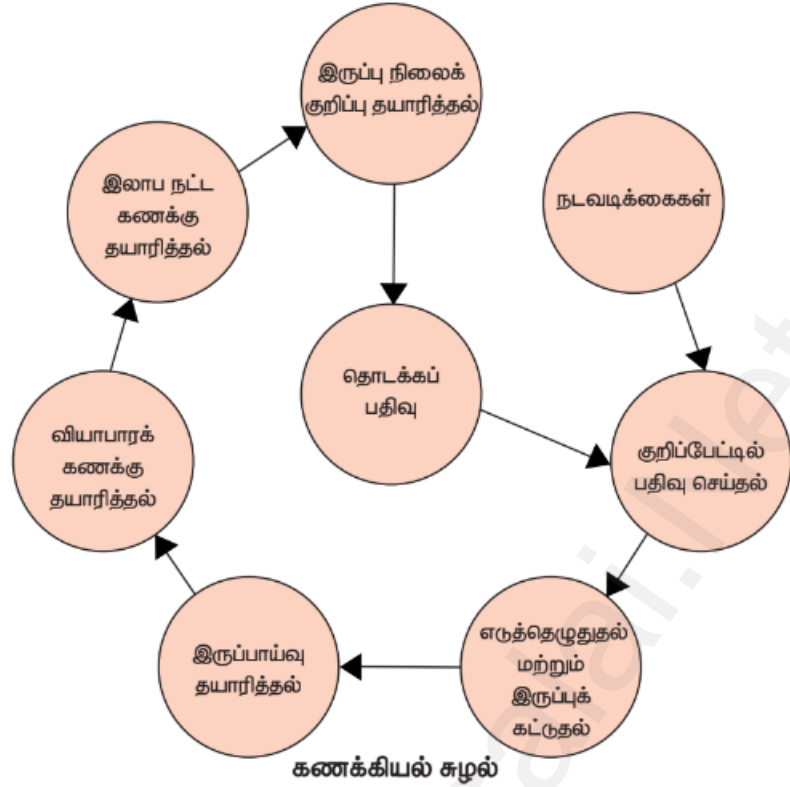 இருப்பு நிலைக்
குறிப்பு தயாரித்தல்
நடவடிக்கைகள்
இலாப நட்ட
கணக்கு
தயாரித்தல்
தொடக்கப்
பதிவு
குறிப்பேட்டில்
பதிவு செய்தல்
வியாபாரக்
கணக்கு
தயாரித்தல்
எடுத்தெழுதுதல்
மற்றும்
இருப்புக்
கட்டுதல்
இருப்பாய்வு
தயாரித்தல்
கணக்கியல் சுழல்